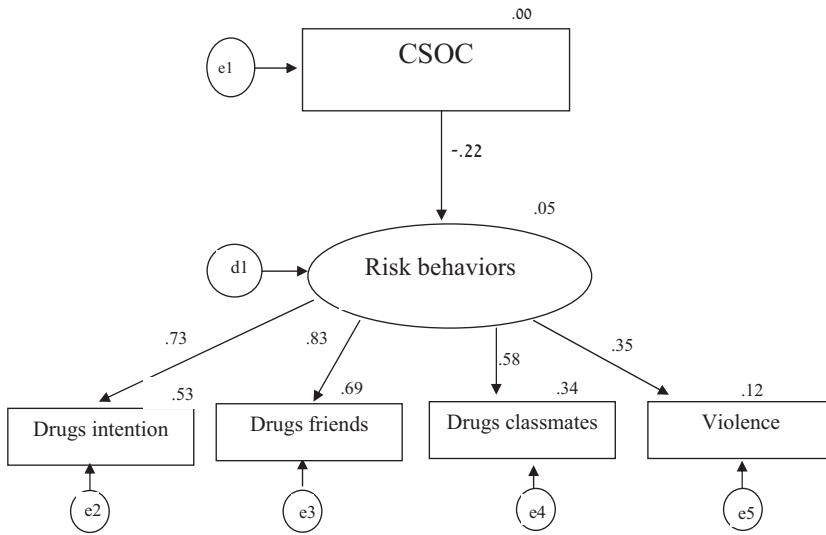 .00
CSOC
e1
-.22
.05
Risk behaviors
d1
.73
.83
.58
.35
.53
.69
.34
.12
Drugs intention
Drugs friends
Drugs classmates
Violence
e2
e3
e4
e5